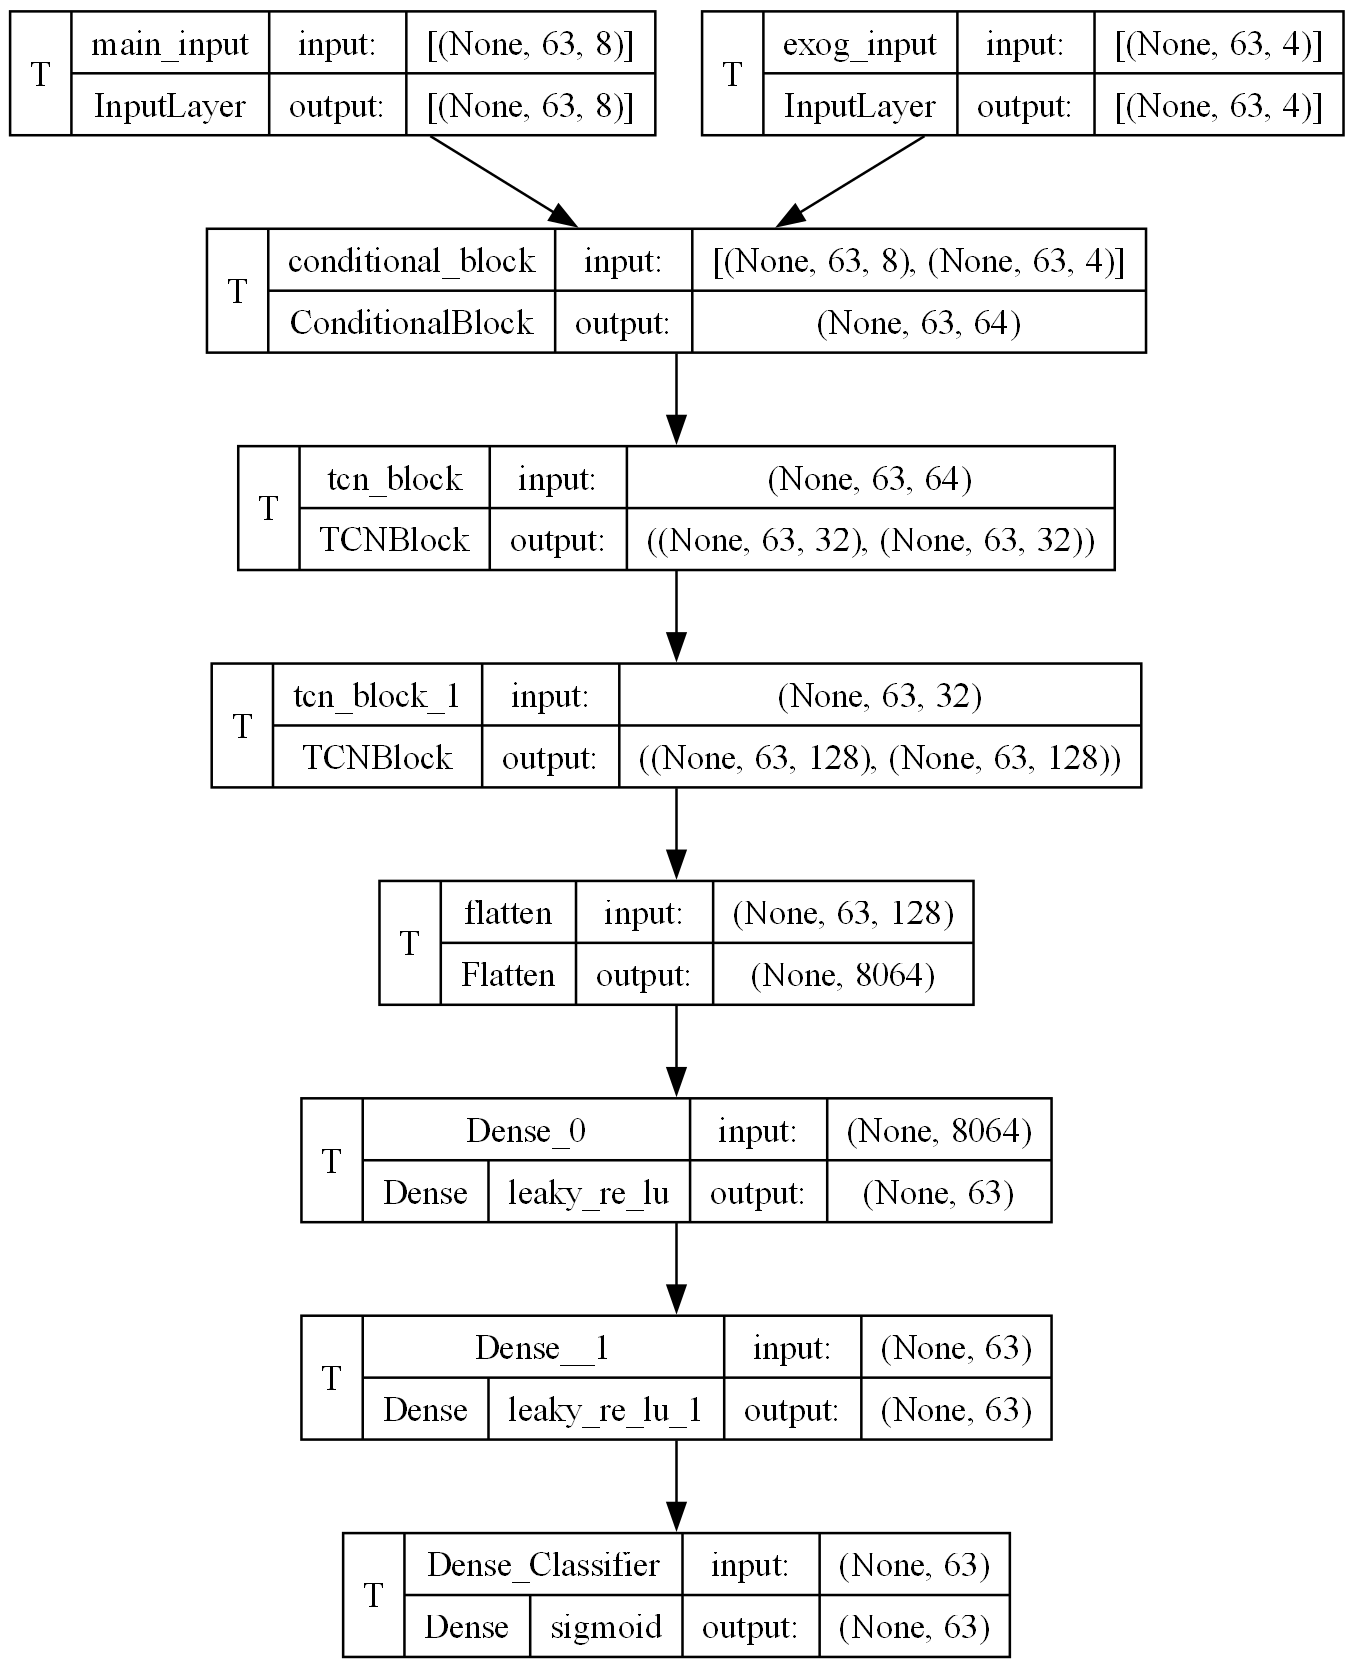 T main_input input: [(None, 63, 8)]
InputLayer output: [(None, 63, 8)]
T exog_input input: [(None, 63, 4)]
InputLayer output: [(None, 63, 4)]
T conditional_block input: [(None, 63, 8), (None, 63, 4)]
ConditionalBlock output: (None, 63, 64)
T tcn_block input: (None, 63, 64)
TCNBlock output: ((None, 63, 32), (None, 63, 32))
T tcn_block_1 input: (None, 63, 32)
TCNBlock output: ((None, 63, 128), (None, 63, 128))
T flatten input: (None, 63, 128)
Flatten output: (None, 8064)
T Dense_0 input: (None, 8064)
Dense leaky_re_lu output: (None, 63)
T Dense__1 input: (None, 63)
Dense leaky_re_lu_1 output: (None, 63)
T Dense_Classifier input: (None, 63)
Dense sigmoid output: (None, 63)